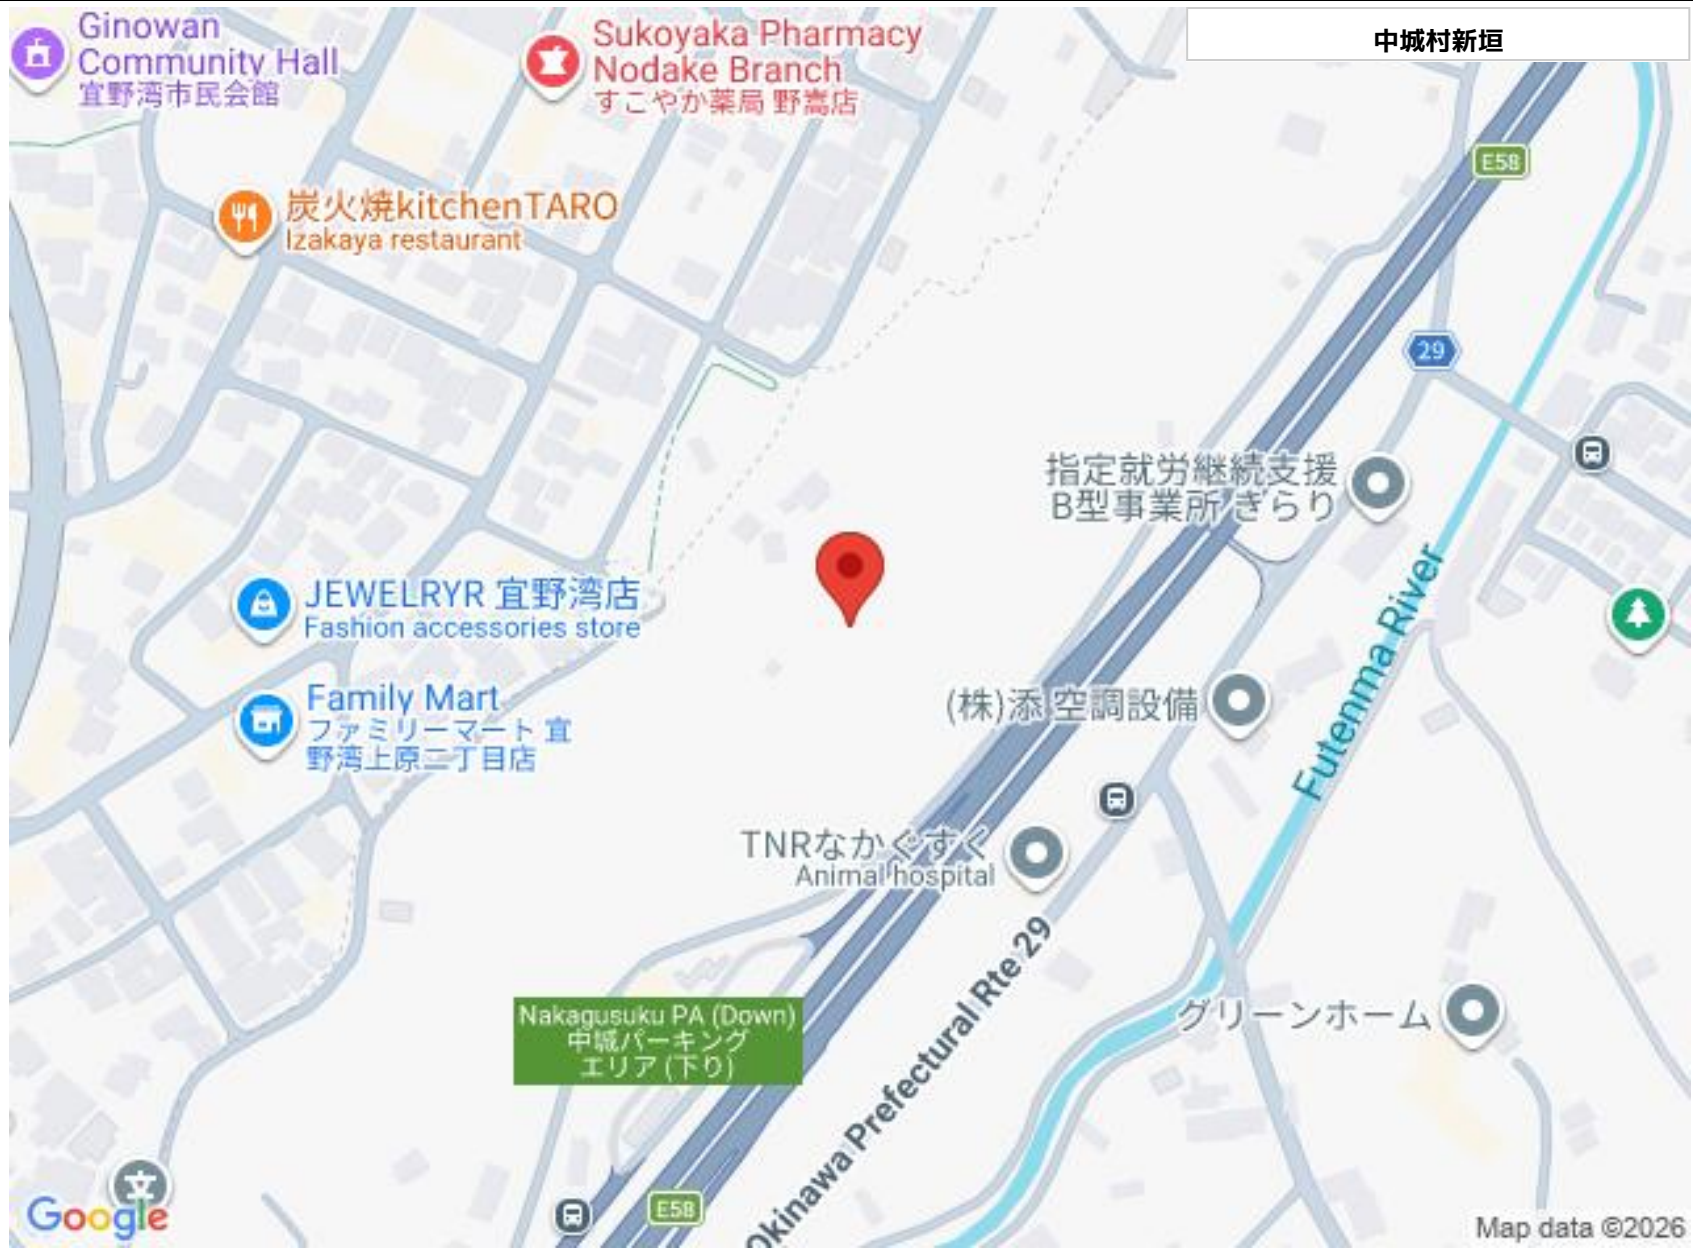 中城村新垣
Ginowan
Community Hall
宜野湾市民会館
Sukoyaka Pharmacy
Nodake Branch
すこやか薬局 野嵩店
E58
炭火焼kitchenTARO
Izakaya restaurant
29
指定就労継続支援
B型事業所 きらり
JEWELRYR 宜野湾店
Fashion accessories store
Futenma River
Family Mart
ファミリーマート 宜
野湾上原二丁目店
(株)添 空調設備
TNRなかぐすく
Animal hospital
Nakagusuku PA (Down)
中城パーキング
エリア (下り)
Okinawa Prefectural Rte 29
グリーンホーム
文
E58
Google
Map data ©2026